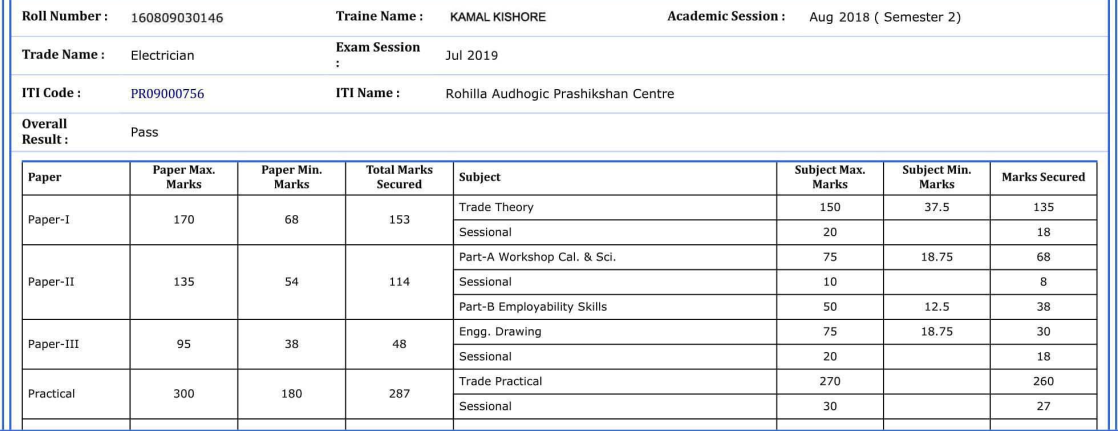 Roll Number : 160809030146 Traine Name : KAMAL KISHORE Academic Session : Aug 2018 ( Semester 2)
Trade Name : Electrician Exam Session : Jul 2019
ITI Code : PR09000756 ITI Name : Rohilla Audhogic Prashikshan Centre
Overall Result : Pass
Paper Paper Max. Marks Paper Min. Marks Total Marks Secured Subject Subject Max. Marks Subject Min. Marks Marks Secured
Paper-I 170 68 153 Trade Theory 150 37.5 135
Sessional 20 18
Paper-II 135 54 114 Part-A Workshop Cal. & Sci. 75 18.75 68
Sessional 10 8
Part-B Employability Skills 50 12.5 38
Paper-III 95 38 48 Engg. Drawing 75 18.75 30
Sessional 20 18
Practical 300 180 287 Trade Practical 270 260
Sessional 30 27